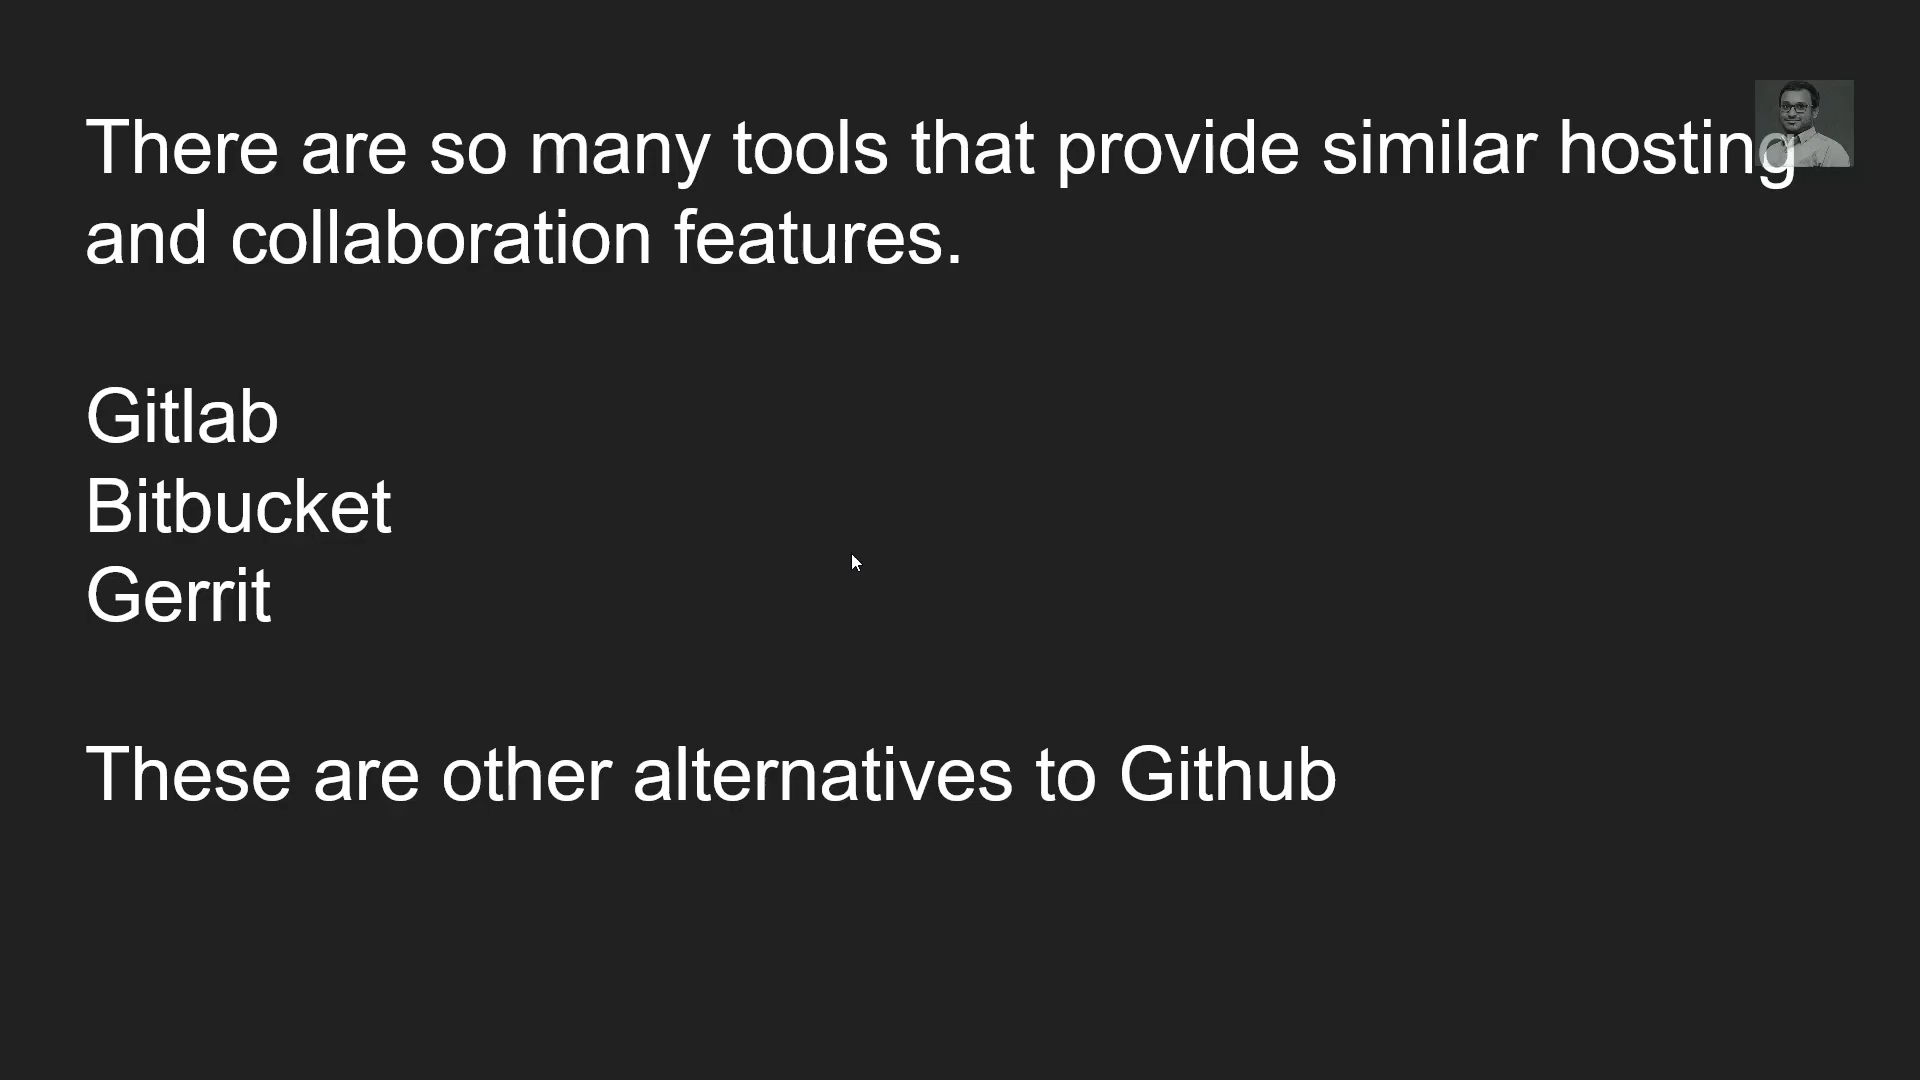 There are so many tools that provide similar hosting
and collaboration features.
Gitlab
Bitbucket
Gerrit
These are other alternatives to Github